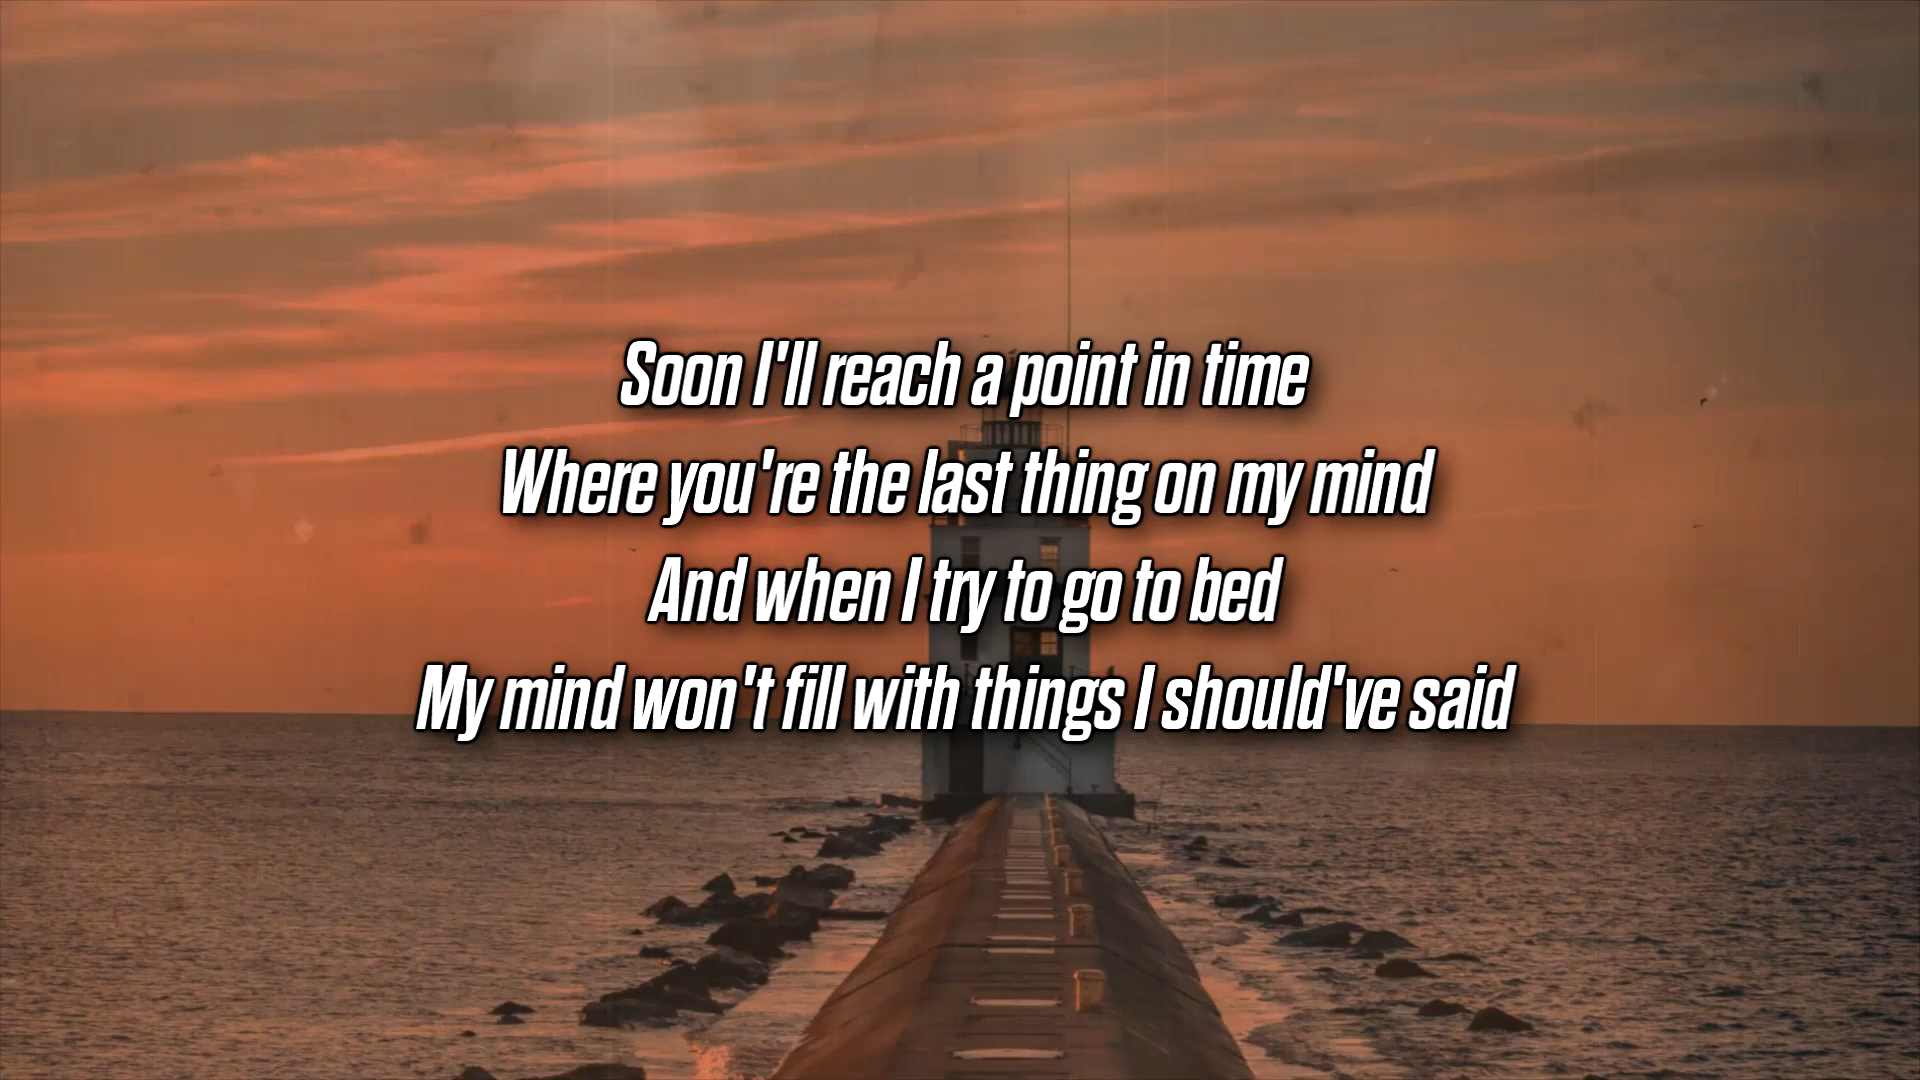 Soon I'll reach a point in time
Where you're the last thing on my mind
And when I try to go to bed
My mind won't fill with things I should've said